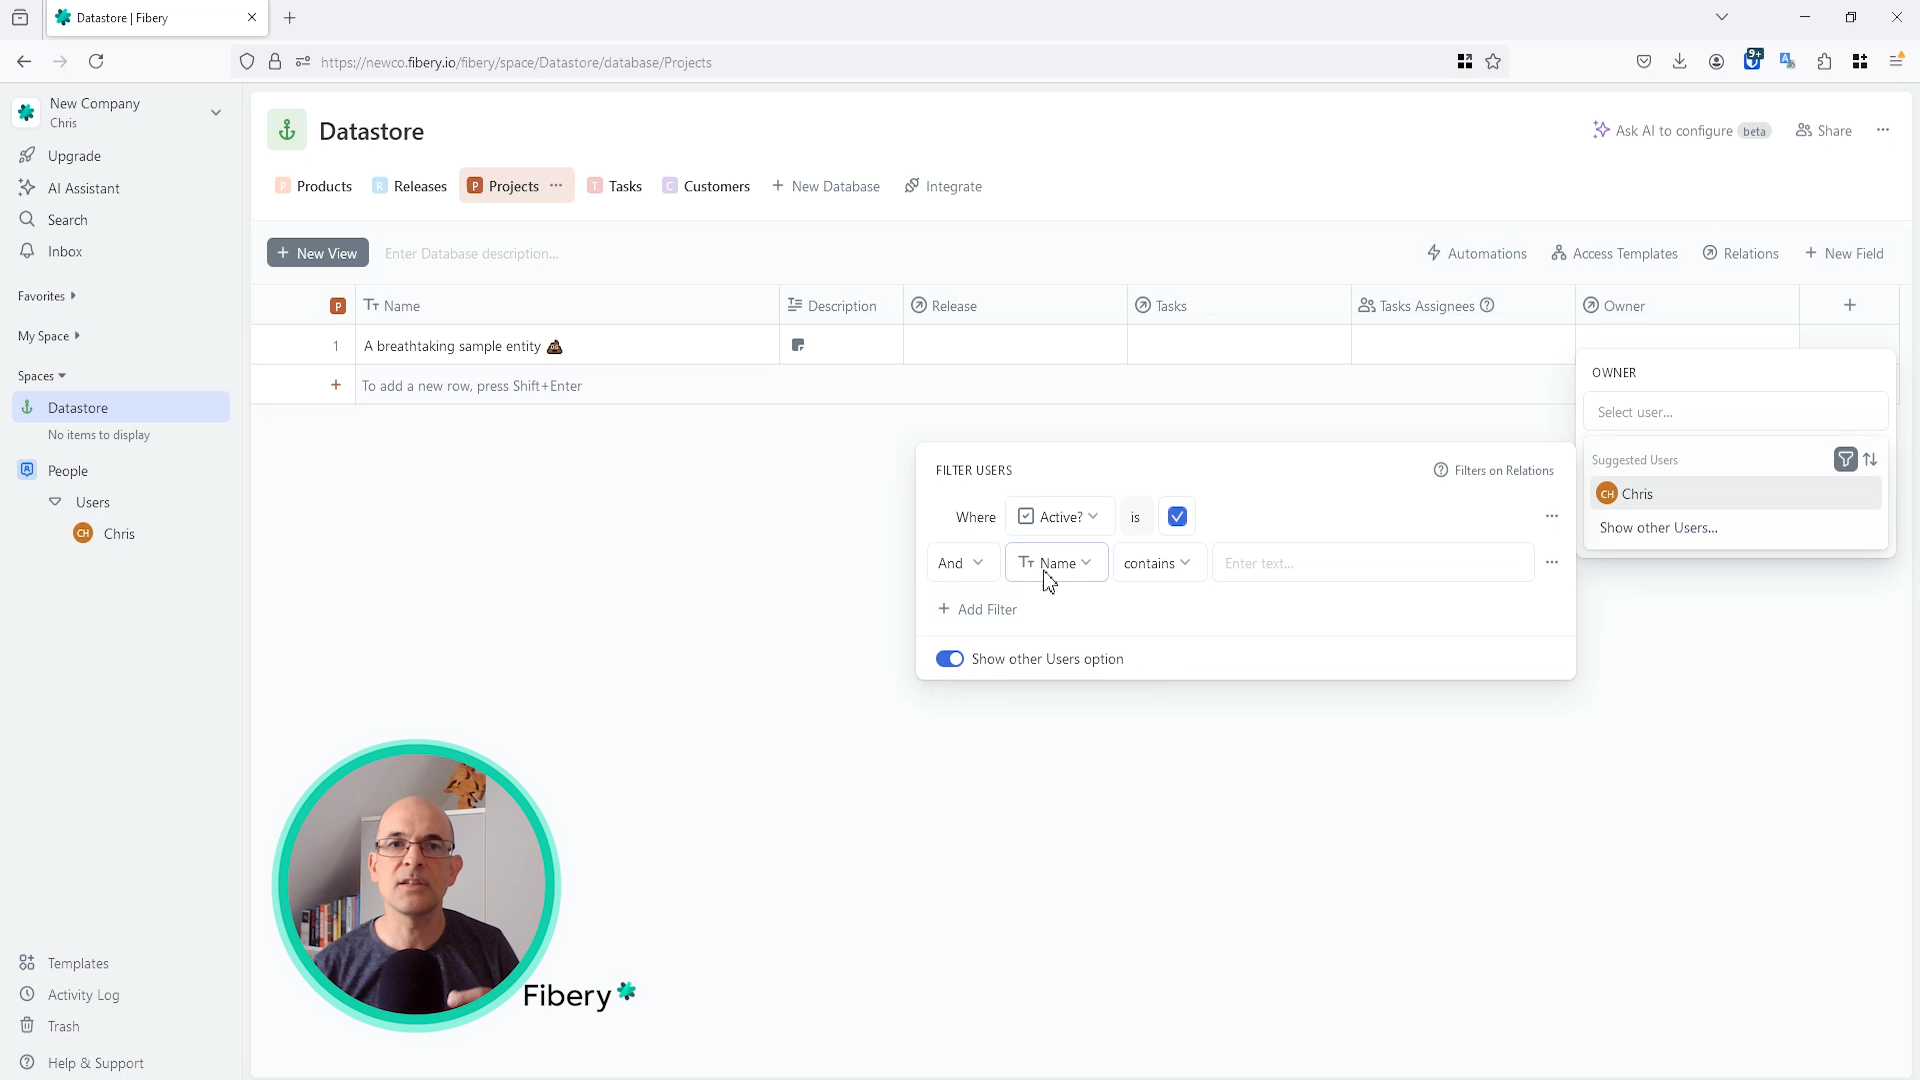 Datastore | Fibery
https://newco.fibery.io/fibery/space/Datastore/database/Projects
9+
New Company
Chris
Upgrade
AI Assistant
Search
Inbox
Favorites
My Space
Spaces
Datastore
No items to display
People
Users
CH Chris
Templates
Activity Log
Trash
Help & Support
Datastore
Ask AI to configure beta
Share
P Products
R Releases
P Projects
T Tasks
C Customers
+ New Database
Integrate
+ New View
Enter Database description...
Automations
Access Templates
Relations
+ New Field
P
Name
Description
Release
Tasks
Tasks Assignees
Owner
1
A breathtaking sample entity 💩
To add a new row, press Shift+Enter
OWNER
Select user...
Suggested Users
CH Chris
Show other Users...
FILTER USERS
Filters on Relations
Where Active? is
And Name contains Enter text...
+ Add Filter
Show other Users option
Fibery